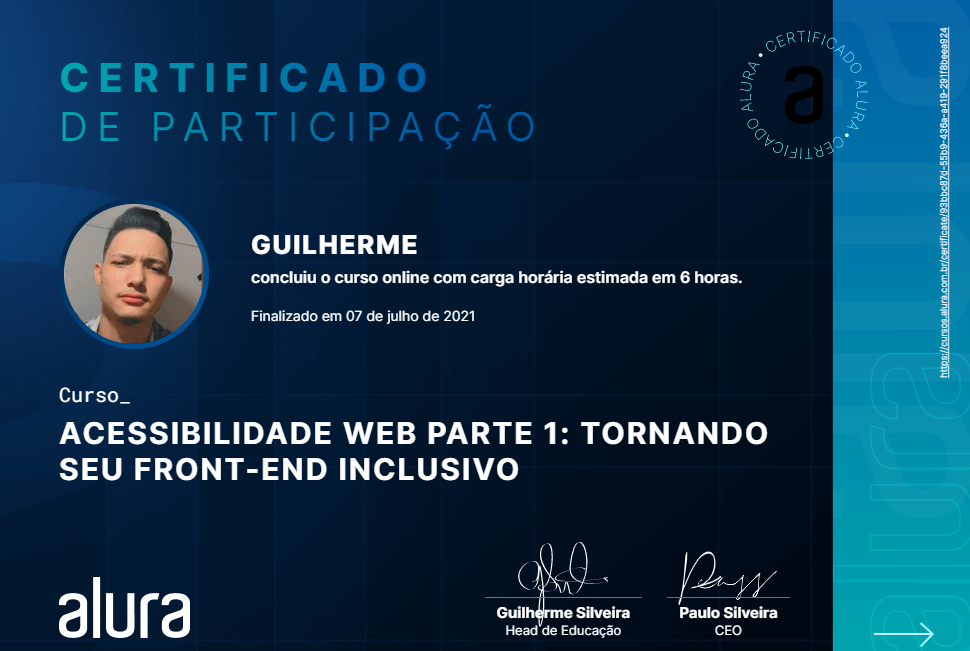 CERTIFICADO
DE PARTICIPAÇÃO
CERTIFICADO ALURA • CERTIFICADO ALURA •
a
GUILHERME
concluiu o curso online com carga horária estimada em 6 horas.
Finalizado em 07 de julho de 2021
Curso_
ACESSIBILIDADE WEB PARTE 1: TORNANDO
SEU FRONT-END INCLUSIVO
alura
Guilherme Silveira
Head de Educação
Paulo Silveira
CEO
https://cursos.alura.com.br/certificate/93bbc87d-55b9-436a-a419-291f8beea924
alura